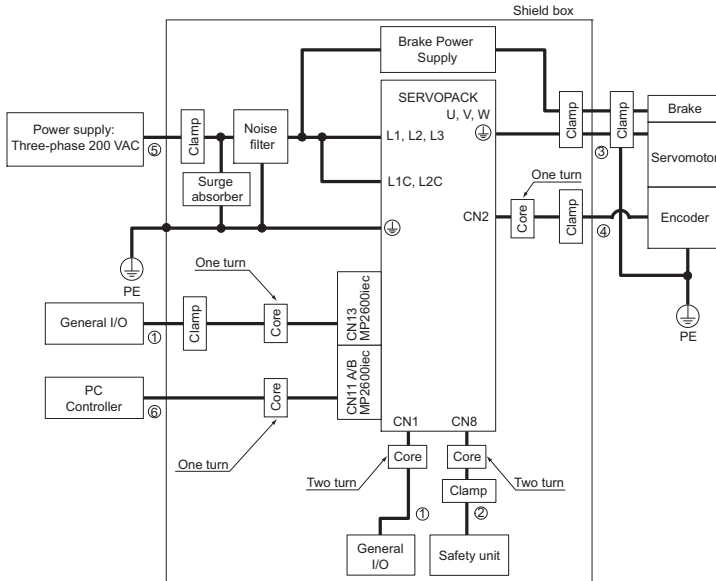 Shield box
Brake Power
Supply
SERVOPACK
U, V, W
Clamp
Clamp
Brake
Power supply:
Three-phase 200 VAC
⑤
Clamp
Noise
filter
L1, L2, L3
③
Servomotor
Surge
absorber
L1C, L2C
One turn
CN2
Core
Clamp
④
Encoder
PE
One turn
PE
General I/O
①
Clamp
Core
CN13
MP2600iec
PC
Controller
⑥
Core
CN11 A/B
MP2600iec
One turn
CN1
CN8
Two turn
Core
Core
Two turn
Clamp
①
②
General
I/O
Safety unit